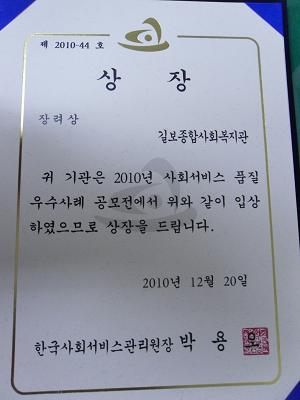 제 2010-44 호
상 장
장려상
길보종합사회복지관
귀 기관은 2010년 사회서비스 품질
우수사례 공모전에서 위와 같이 입상
하였으므로 상장을 드립니다.
2010년 12월 20일
한국사회서비스관리원장 박 용